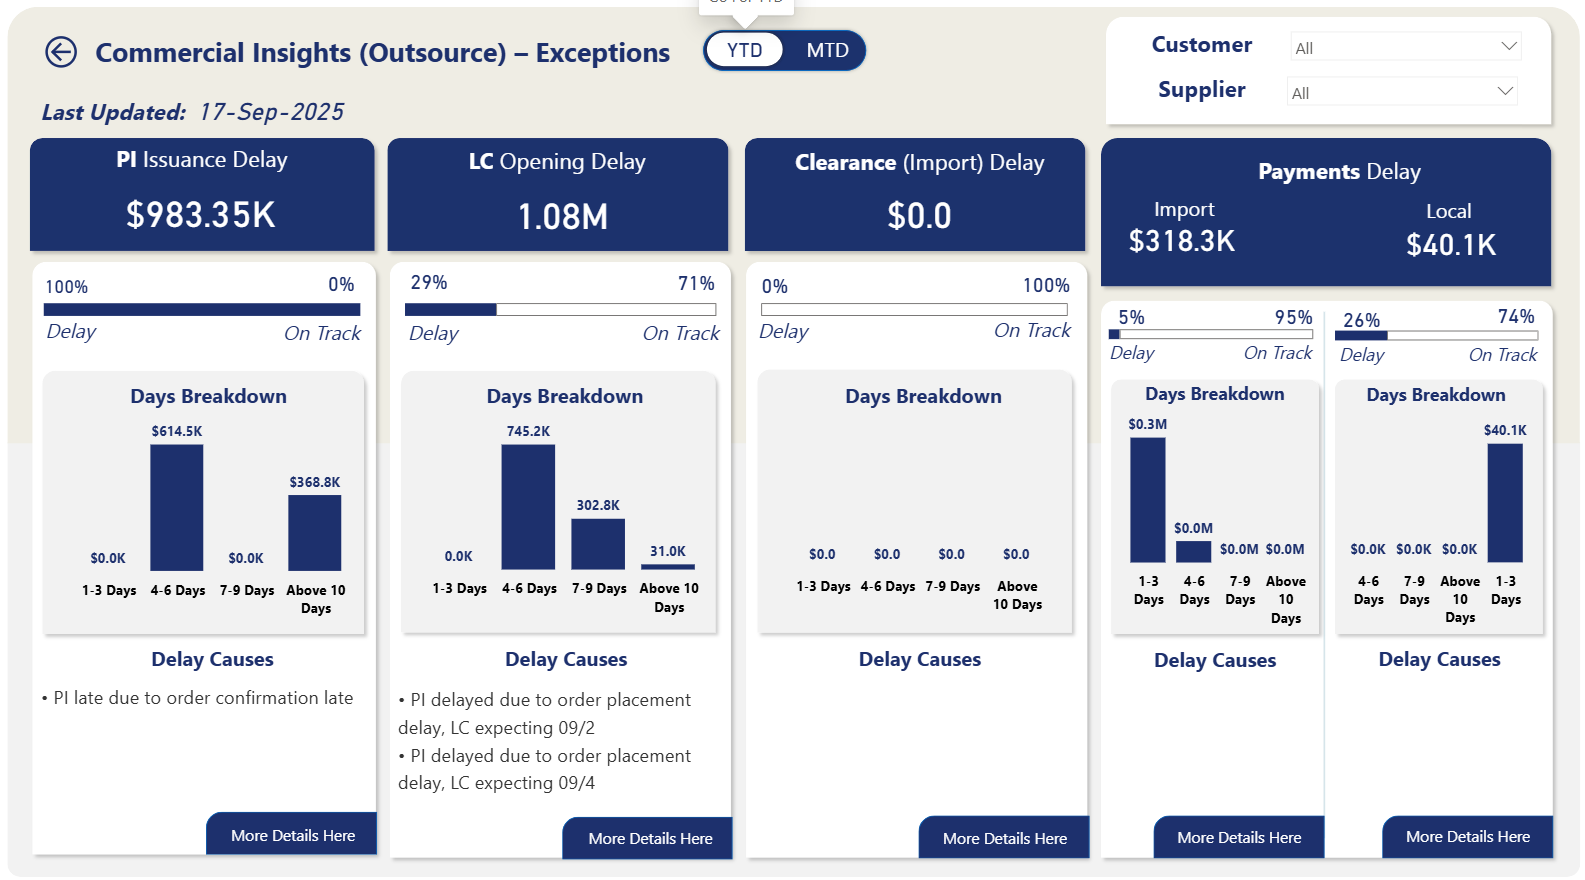 Commercial Insights (Outsource) – Exceptions
YTD
MTD
Customer
All
Supplier
All
Last Updated: 17-Sep-2025
PI Issuance Delay
$983.35K
100%
0%
Delay
On Track
Days Breakdown
$614.5K
$368.8K
$0.0K
$0.0K
1-3 Days
4-6 Days
7-9 Days
Above 10
Days
Delay Causes
• PI late due to order confirmation late
More Details Here
LC Opening Delay
1.08M
29%
71%
Delay
On Track
Days Breakdown
745.2K
302.8K
0.0K
31.0K
1-3 Days
4-6 Days
7-9 Days
Above 10
Days
Delay Causes
• PI delayed due to order placement
delay, LC expecting 09/2
• PI delayed due to order placement
delay, LC expecting 09/4
More Details Here
Clearance (Import) Delay
$0.0
0%
100%
Delay
On Track
Days Breakdown
$0.0
$0.0
$0.0
$0.0
1-3 Days
4-6 Days
7-9 Days
Above
10 Days
Delay Causes
More Details Here
Payments Delay
Import
$318.3K
Local
$40.1K
5%
95%
Delay
On Track
Days Breakdown
$0.3M
$0.0M
$0.0M
$0.0M
1-3
Days
4-6
Days
7-9
Days
Above
10
Days
Delay Causes
More Details Here
26%
74%
Delay
On Track
Days Breakdown
$40.1K
$0.0K
$0.0K
$0.0K
4-6
Days
7-9
Days
Above
10
Days
1-3
Days
Delay Causes
More Details Here